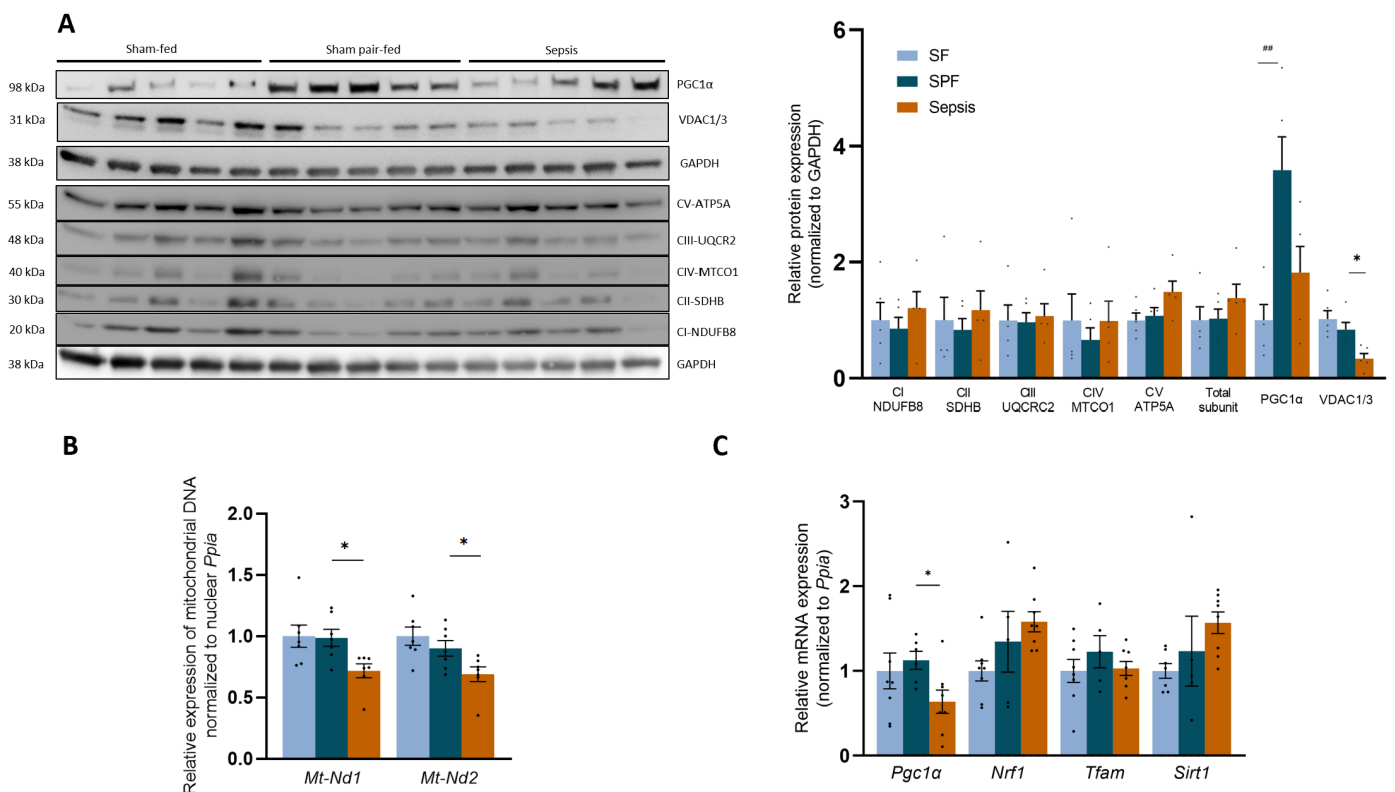 A
Sham-fed
Sham pair-fed
Sepsis
98 kDa
PGC1α
31 kDa
VDAC1/3
38 kDa
GAPDH
55 kDa
CV-ATP5A
48 kDa
CIII-UQCR2
40 kDa
CIV-MTCO1
30 kDa
CII-SDHB
20 kDa
CI-NDUFB8
38 kDa
GAPDH
Relative protein expression
(normalized to GAPDH)
6
4
2
0
SF
SPF
Sepsis
##
*
CI
NDUFB8
CII
SDHB
CIII
UQCRC2
CIV
MTCO1
CV
ATP5A
Total
subunit
PGC1α
VDAC1/3
B
Relative expression of mitochondrial DNA
normalized to nuclear Ppia
2.0
1.5
1.0
0.5
0.0
*
*
Mt-Nd1
Mt-Nd2
C
Relative mRNA expression
(normalized to Ppia)
3
2
1
0
*
Pgc1α
Nrf1
Tfam
Sirt1